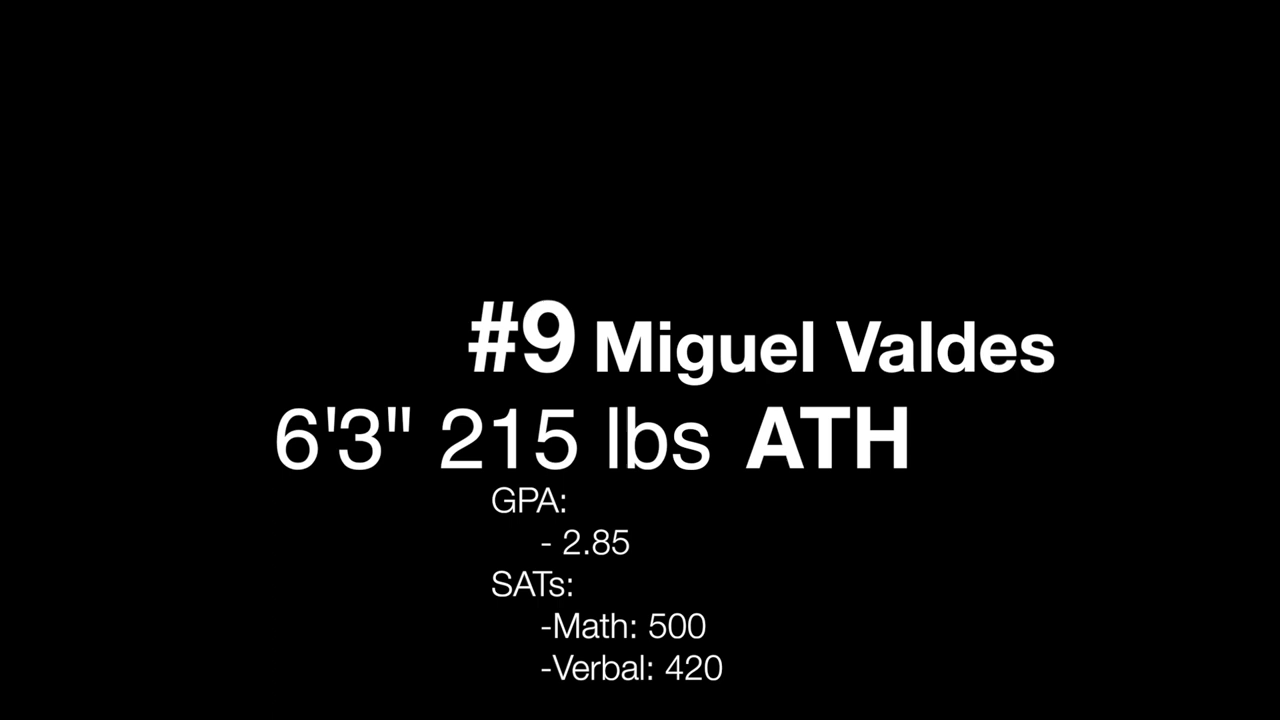 #9 Miguel Valdes
6'3" 215 lbs ATH
GPA:
- 2.85
SATs:
-Math: 500
-Verbal: 420